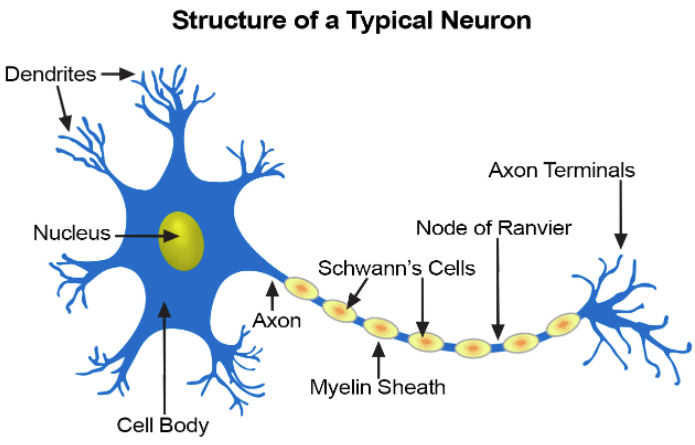 Structure of a Typical Neuron
Dendrites
Axon Terminals
Nucleus
Node of Ranvier
Schwann's Cells
Axon
Myelin Sheath
Cell Body